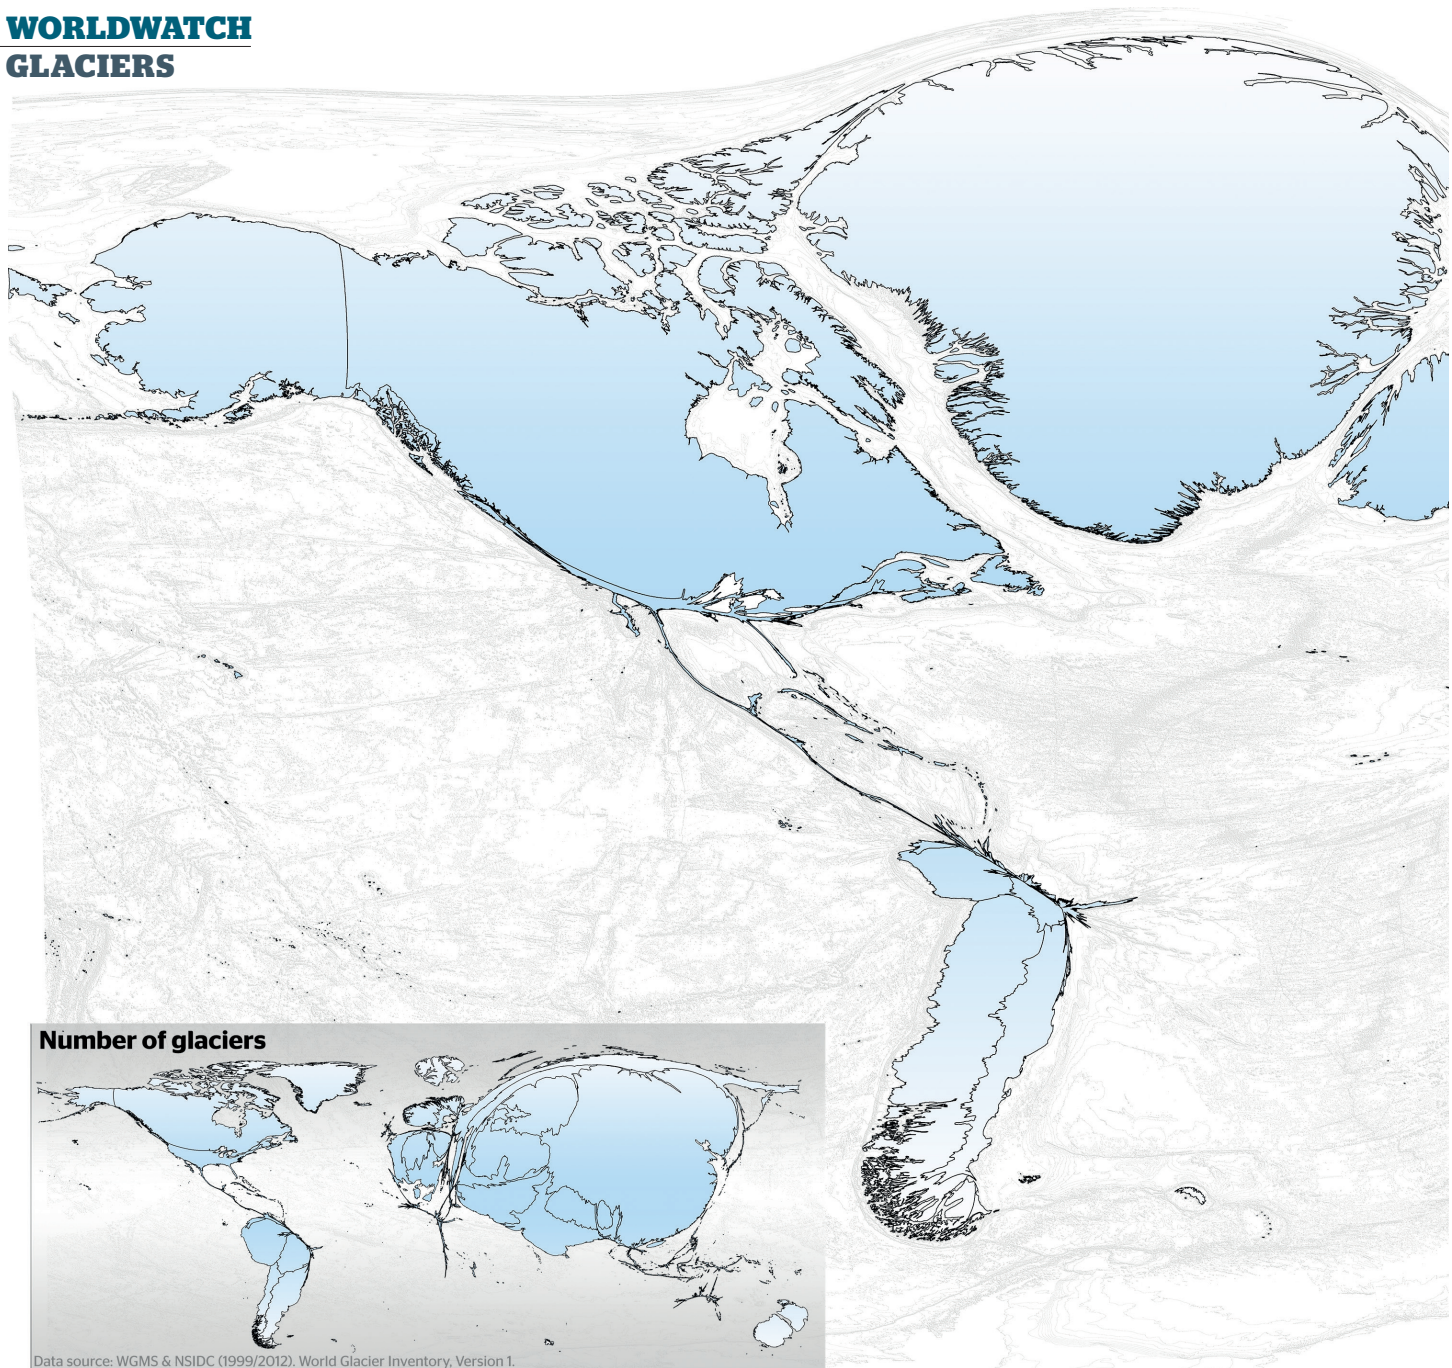 WORLDWATCH
GLACIERS
Number of glaciers
Data source: WGMS & NSIDC (1999/2012). World Glacier Inventory, Version 1.